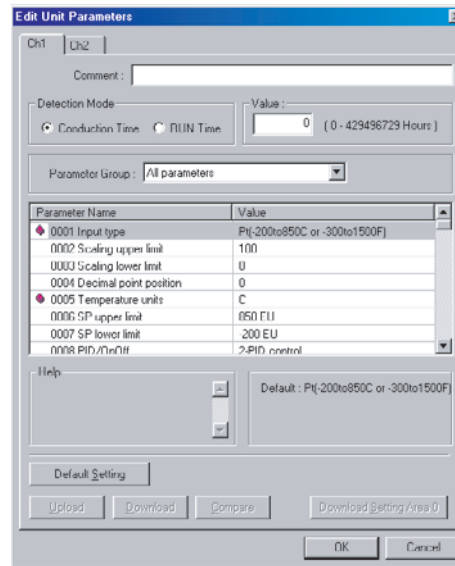 Edit Unit Parameters
Ch1 Ch2
Comment :
Detection Mode Value :
Conduction Time RUN Time 0 ( 0 - 429496729 Hours )
Parameter Group : All parameters
Parameter Name Value
0001 Input type Pt(-200to850C or -300to1500F)
0002 Scaling upper limit 100
0003 Scaling lower limit 0
0004 Decimal point position 0
0005 Temperature units C
0006 SP upper limit 850 EU
0007 SP lower limit -200 EU
0008 PID/OnOff 2-PID control
Help
Default : Pt(-200to850C or -300to1500F)
Default Setting
Upload Download Compare Download Setting Area 0
OK Cancel